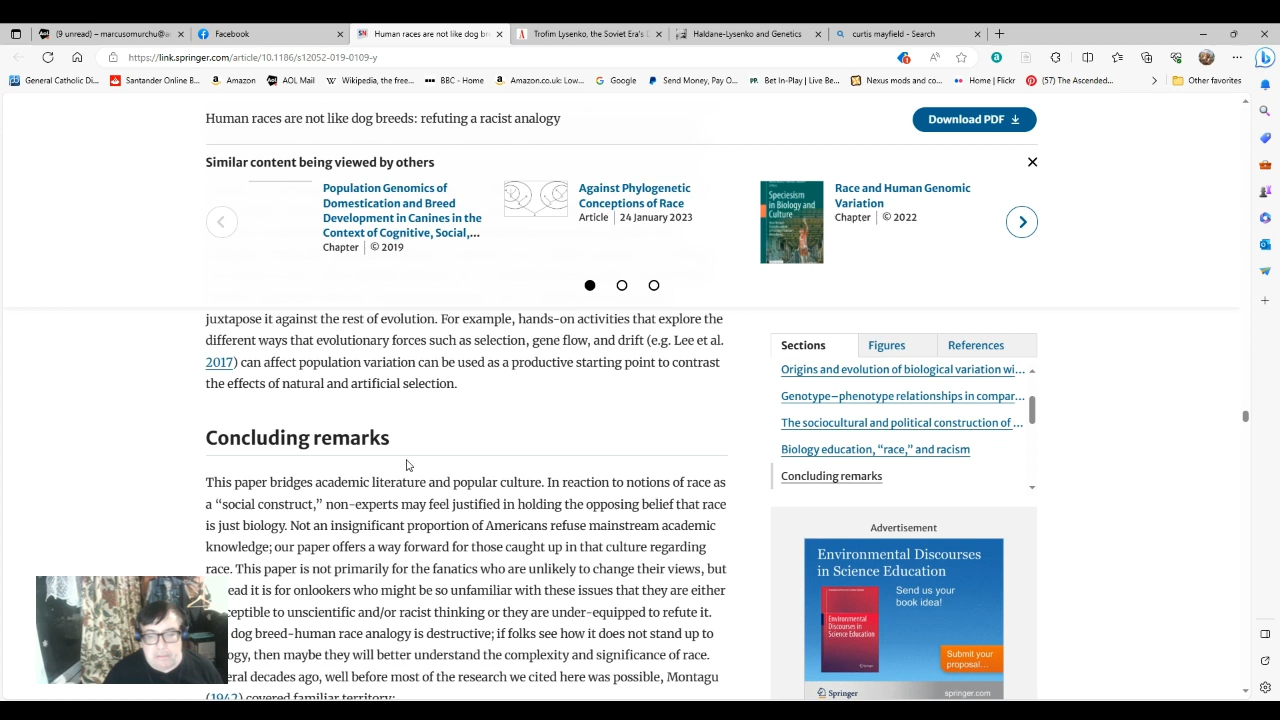 (9 unread) – marcusomurchu@a
Facebook
Human races are not like dog bre
Trofim Lysenko, the Soviet Era's D
Haldane-Lysenko and Genetics
curtis mayfield - Search
https://link.springer.com/article/10.1186/s12052-019-0109-y
General Catholic Di...
Santander Online B...
Amazon
AOL Mail
Wikipedia, the free...
BBC - Home
Amazon.co.uk: Low...
Google
Send Money, Pay O...
Bet In-Play | Live Be...
Nexus mods and co...
Home | Flickr
(57) The Ascended...
Other favorites
Human races are not like dog breeds: refuting a racist analogy
Download PDF
Similar content being viewed by others
Population Genomics of
Domestication and Breed
Development in Canines in the
Context of Cognitive, Social,...
Chapter | © 2019
Against Phylogenetic
Conceptions of Race
Article | 24 January 2023
Speciesism
in Biology and
Culture
Race and Human Genomic
Variation
Chapter | © 2022
juxtapose it against the rest of evolution. For example, hands-on activities that explore the
different ways that evolutionary forces such as selection, gene flow, and drift (e.g. Lee et al.
2017) can affect population variation can be used as a productive starting point to contrast
the effects of natural and artificial selection.
Concluding remarks
This paper bridges academic literature and popular culture. In reaction to notions of race as
a “social construct,” non-experts may feel justified in holding the opposing belief that race
is just biology. Not an insignificant proportion of Americans refuse mainstream academic
knowledge; our paper offers a way forward for those caught up in that culture regarding
race. This paper is not primarily for the fanatics who are unlikely to change their views, but
ead it is for onlookers who might be so unfamiliar with these issues that they are either
ptible to unscientific and/or racist thinking or they are under-equipped to refute it.
dog breed-human race analogy is destructive; if folks see how it does not stand up to
ogy, then maybe they will better understand the complexity and significance of race.
eral decades ago, well before most of the research we cited here was possible, Montagu
(1942) covered familiar territory:
Sections
Figures
References
Origins and evolution of biological variation wi...
Genotype–phenotype relationships in compar...
The sociocultural and political construction of ...
Biology education, “race,” and racism
Concluding remarks
Advertisement
Environmental Discourses
in Science Education
Send us your
book idea!
Environmental
Discourses in
Science Education
Submit your
proposal...
Springer
springer.com